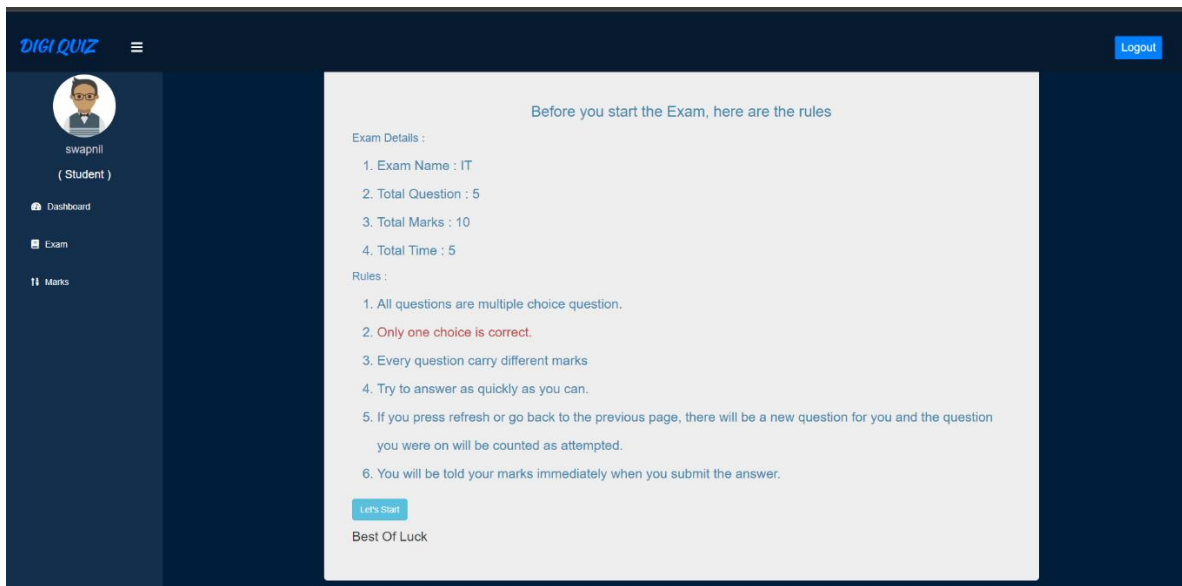 DIGI QUIZ
Logout
swapnil
( Student )
Dashboard
Exam
Marks
Before you start the Exam, here are the rules
Exam Details :
1. Exam Name : IT
2. Total Question : 5
3. Total Marks : 10
4. Total Time : 5
Rules :
1. All questions are multiple choice question.
2. Only one choice is correct.
3. Every question carry different marks
4. Try to answer as quickly as you can.
5. If you press refresh or go back to the previous page, there will be a new question for you and the question
you were on will be counted as attempted.
6. You will be told your marks immediately when you submit the answer.
Let's Start
Best Of Luck